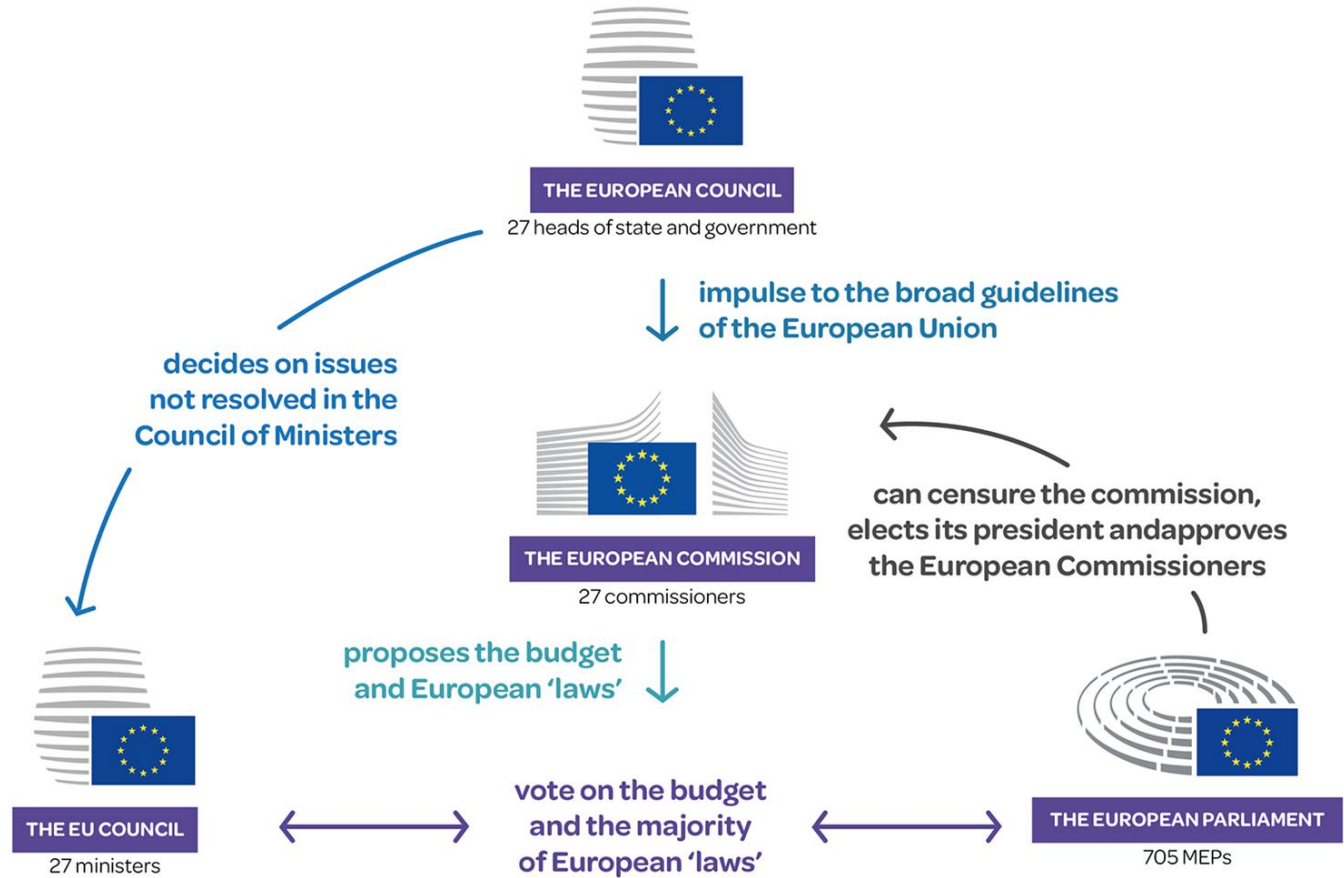 THE EUROPEAN COUNCIL
27 heads of state and government
impulse to the broad guidelines
of the European Union
decides on issues
not resolved in the
Council of Ministers
THE EUROPEAN COMMISSION
27 commissioners
can censure the commission,
elects its president andapproves
the European Commissioners
proposes the budget
and European ‘laws’
THE EU COUNCIL
27 ministers
vote on the budget
and the majority
of European ‘laws’
THE EUROPEAN PARLIAMENT
705 MEPs